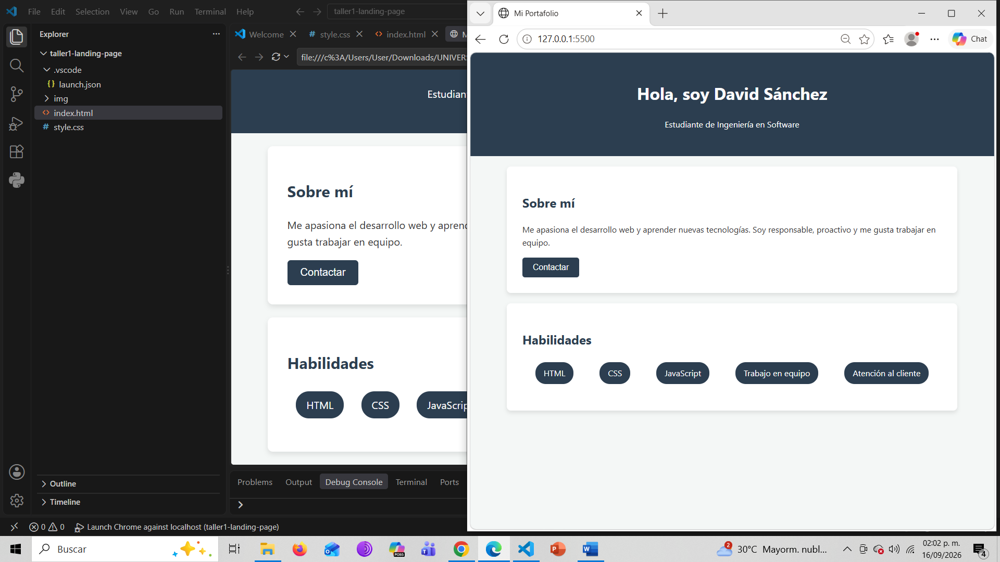 File Edit Selection View Go Run Terminal Help
taller1-landing-page
Explorer
taller1-landing-page
.vscode
{} launch.json
img
<> index.html
# style.css
Outline
Timeline
Welcome
# style.css
<> index.html
M
file:///c%3A/Users/User/Downloads/UNIVER
Estudian
Sobre mí
Me apasiona el desarrollo web y aprend
gusta trabajar en equipo.
Contactar
Habilidades
HTML CSS JavaScrip
Problems Output Debug Console Terminal Ports
0 0 Launch Chrome against localhost (taller1-landing-page)
Mi Portafolio
127.0.0.1:5500
Chat
Hola, soy David Sánchez
Estudiante de Ingeniería en Software
Sobre mí
Me apasiona el desarrollo web y aprender nuevas tecnologías. Soy responsable, proactivo y me gusta trabajar en
equipo.
Contactar
Habilidades
HTML CSS JavaScript Trabajo en equipo Atención al cliente
Buscar
M365
2
30°C Mayorm. nubl...
02:02 p. m.
16/09/2026
4